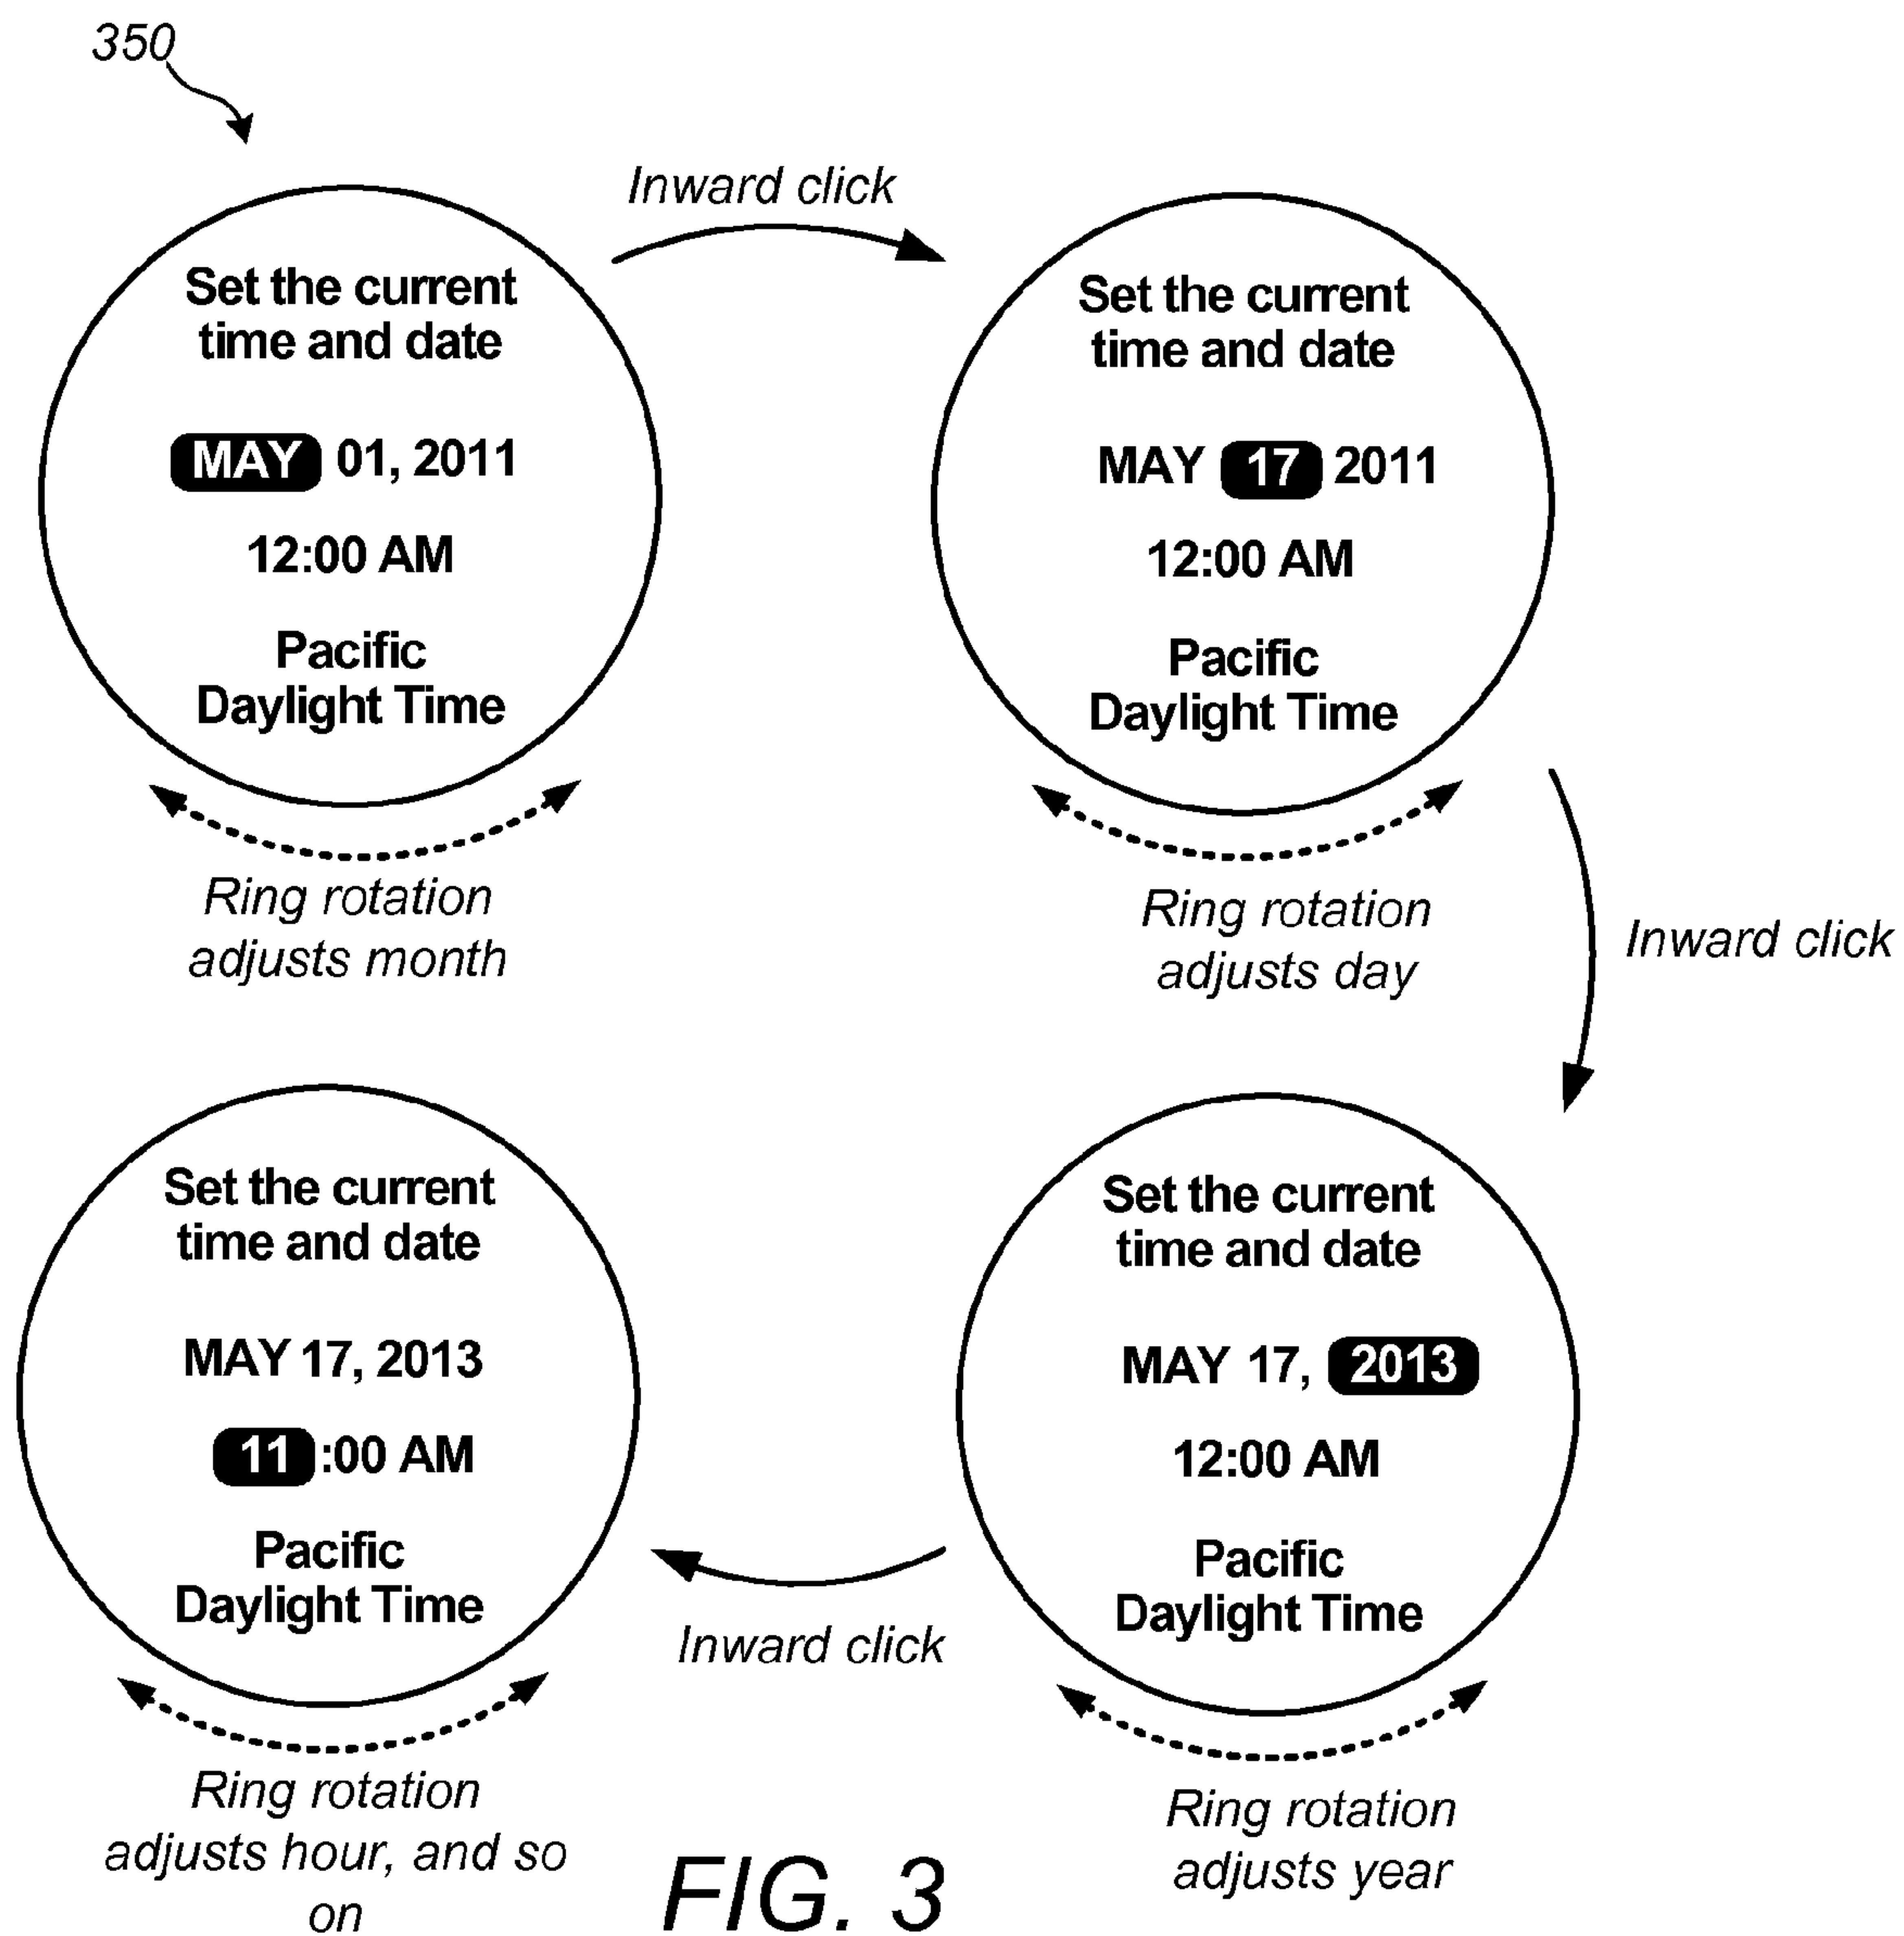 350
Inward click
Set the current
time and date
MAY 01, 2011
12:00 AM
Pacific
Daylight Time
Ring rotation
adjusts month
Set the current
time and date
MAY 17 2011
12:00 AM
Pacific
Daylight Time
Ring rotation
adjusts day
Inward click
Set the current
time and date
MAY 17, 2013
12:00 AM
Pacific
Daylight Time
Ring rotation
adjusts year
Inward click
Set the current
time and date
MAY 17, 2013
11:00 AM
Pacific
Daylight Time
Ring rotation
adjusts hour, and so
on
FIG. 3